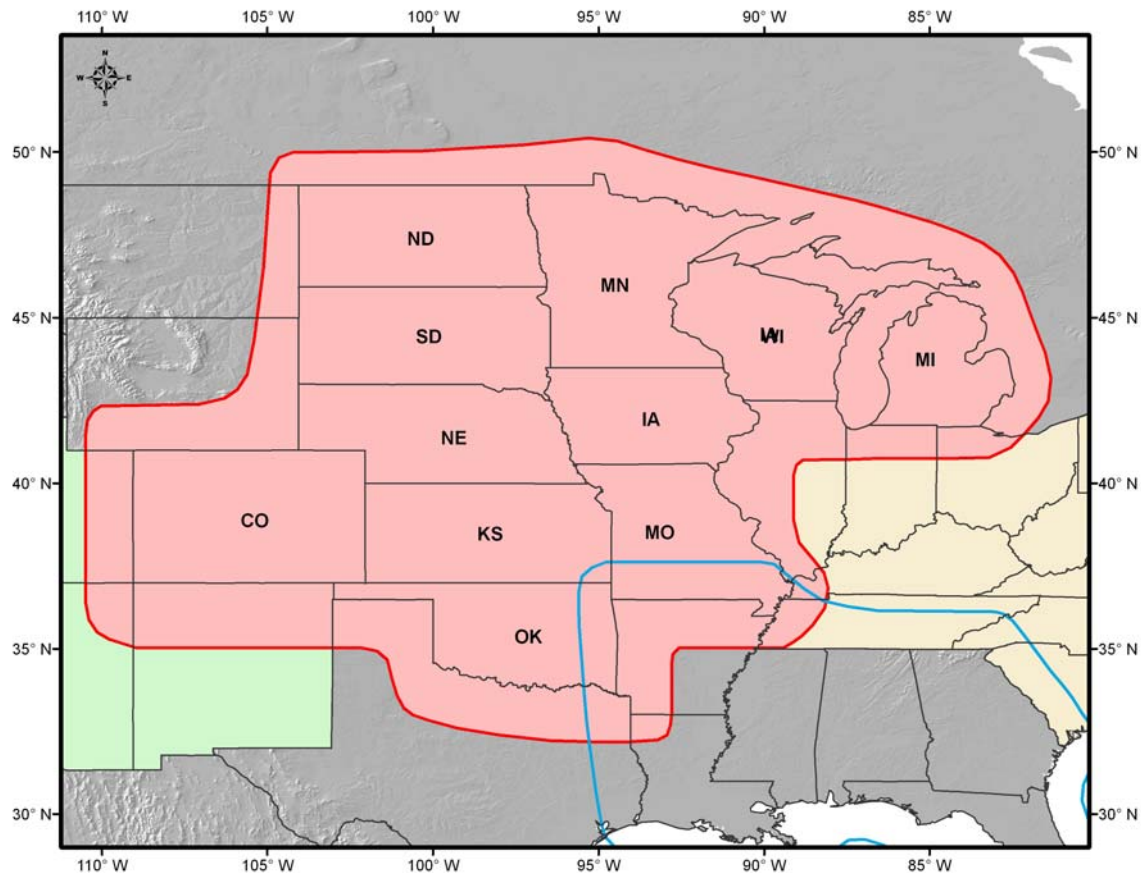 110° W 105° W 100° W 95° W 90° W 85° W
N
W E
S
50° N 50° N
ND
MN
45° N 45° N
SD WI
MI
IA
NE
40° N 40° N
CO KS MO
OK
35° N 35° N
30° N 30° N
110° W 105° W 100° W 95° W 90° W 85° W